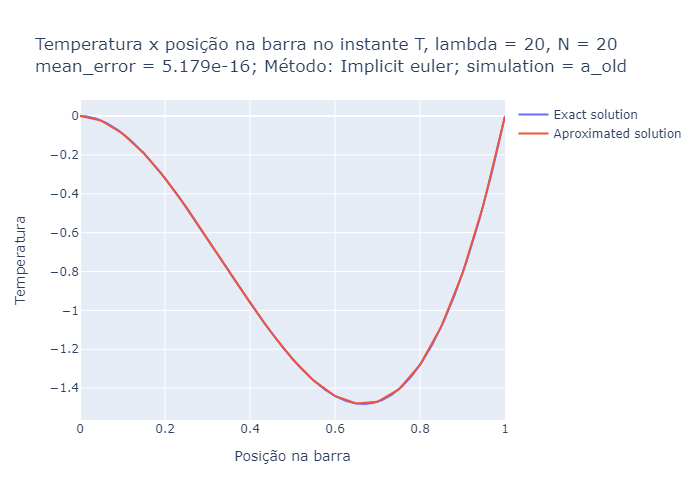 Temperatura x posição na barra no instante T, lambda = 20, N = 20
mean_error = 5.179e-16; Método: Implicit euler; simulation = a_old
Exact solution
Aproximated solution
0
−0.2
−0.4
−0.6
−0.8
−1
−1.2
−1.4
Temperatura
0
0.2
0.4
0.6
0.8
1
Posição na barra